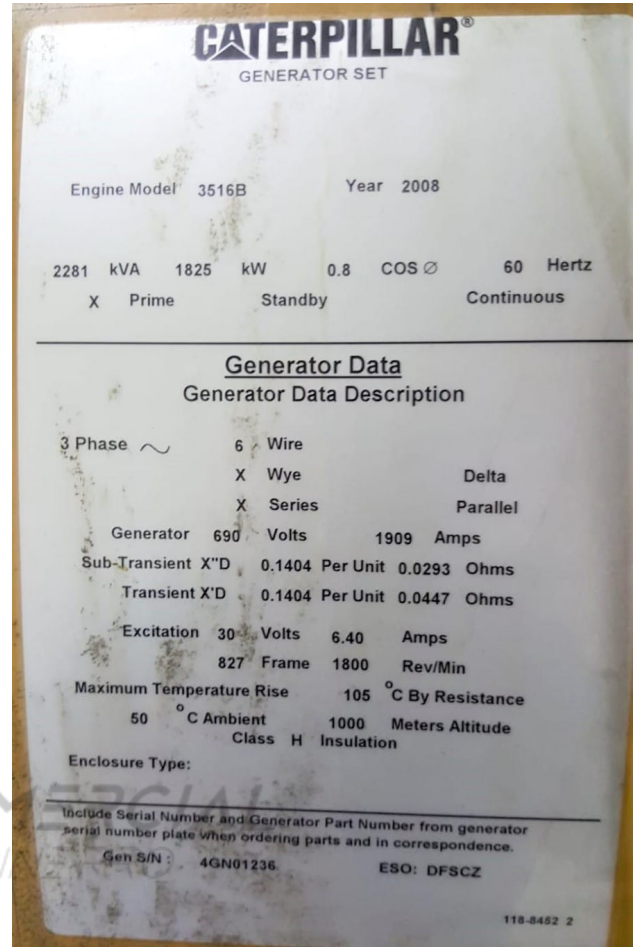 CATERPILLAR®
GENERATOR SET
Engine Model 3516B Year 2008
2281 kVA 1825 kW 0.8 COS ∅ 60 Hertz
X Prime Standby Continuous
Generator Data
Generator Data Description
3 Phase ~ 6 Wire
X Wye Delta
X Series Parallel
Generator 690 Volts 1909 Amps
Sub-Transient X"D 0.1404 Per Unit 0.0293 Ohms
Transient X'D 0.1404 Per Unit 0.0447 Ohms
Excitation 30 Volts 6.40 Amps
827 Frame 1800 Rev/Min
Maximum Temperature Rise 105 °C By Resistance
50 °C Ambient 1000 Meters Altitude
Class H Insulation
Enclosure Type:
Include Serial Number and Generator Part Number from generator
serial number plate when ordering parts and in correspondence.
Gen S/N : 4GN01236 ESO: DFSCZ
118-8452 2